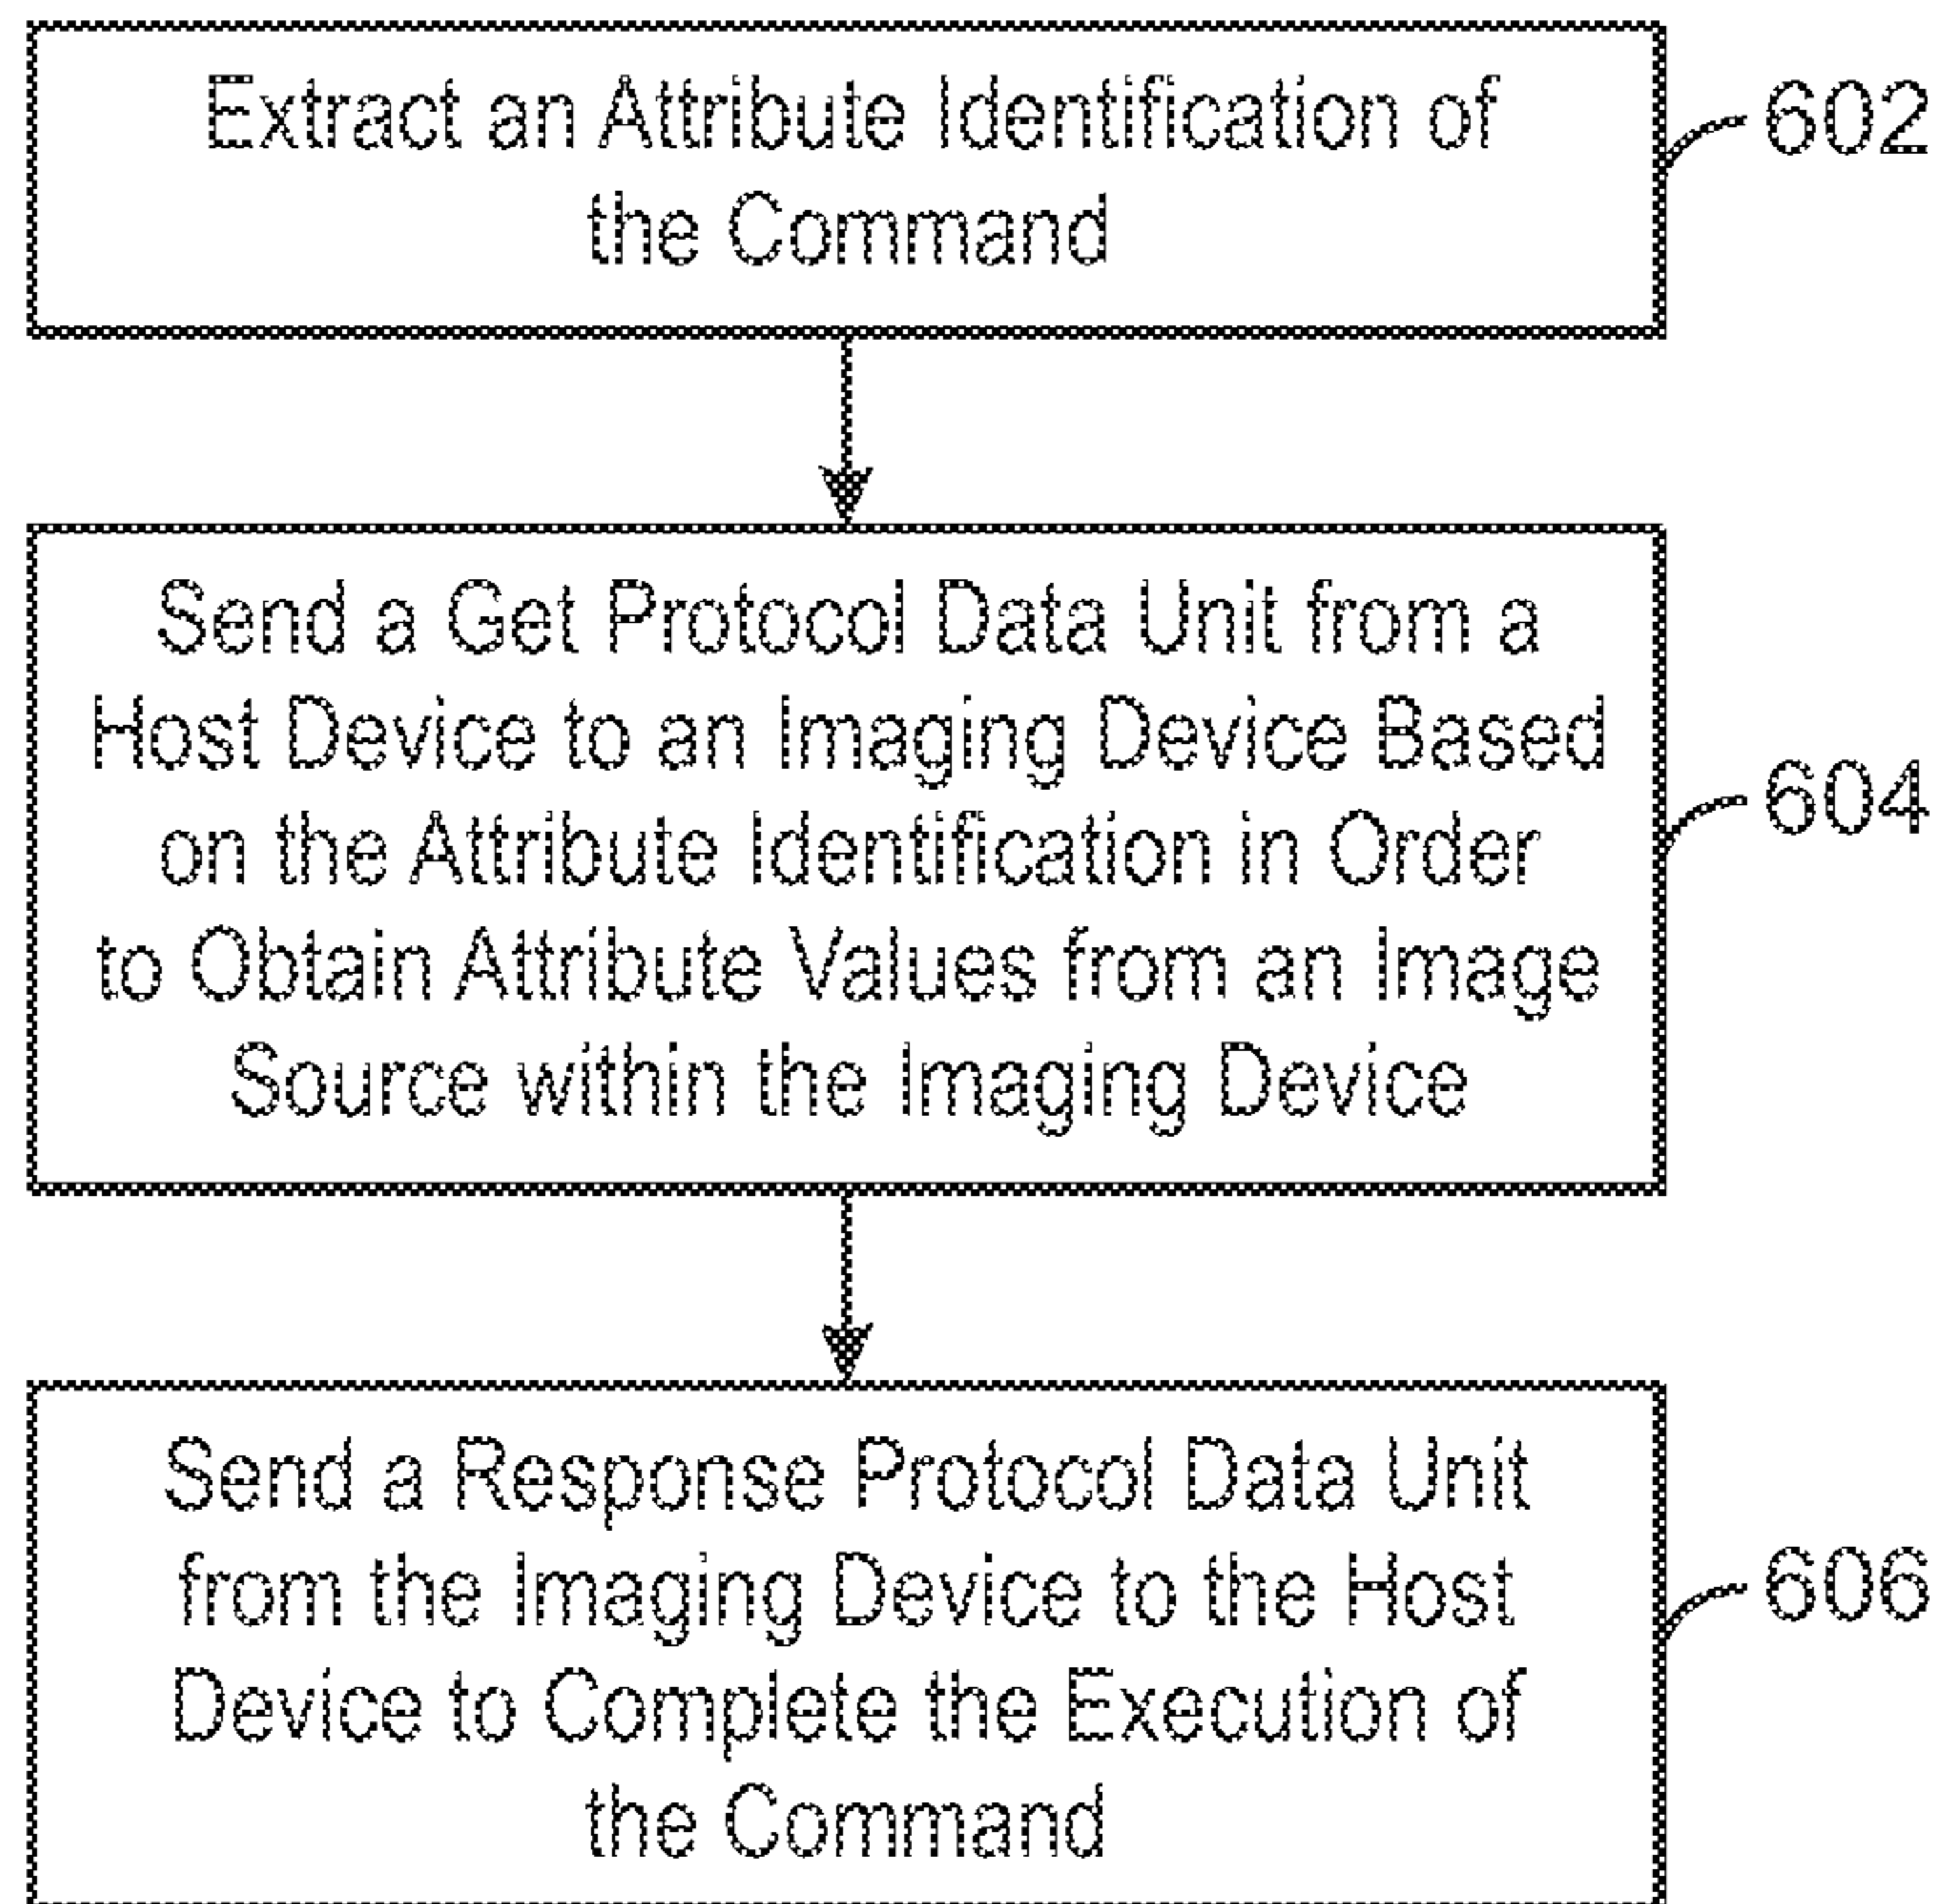 Extract an Attribute Identification of
the Command
602
Send a Get Protocol Data Unit from a
Host Device to an Imaging Device Based
on the Attribute Identification in Order
to Obtain Attribute Values from an Image
Source within the Imaging Device
604
Send a Response Protocol Data Unit
from the Imaging Device to the Host
Device to Complete the Execution of
the Command
606